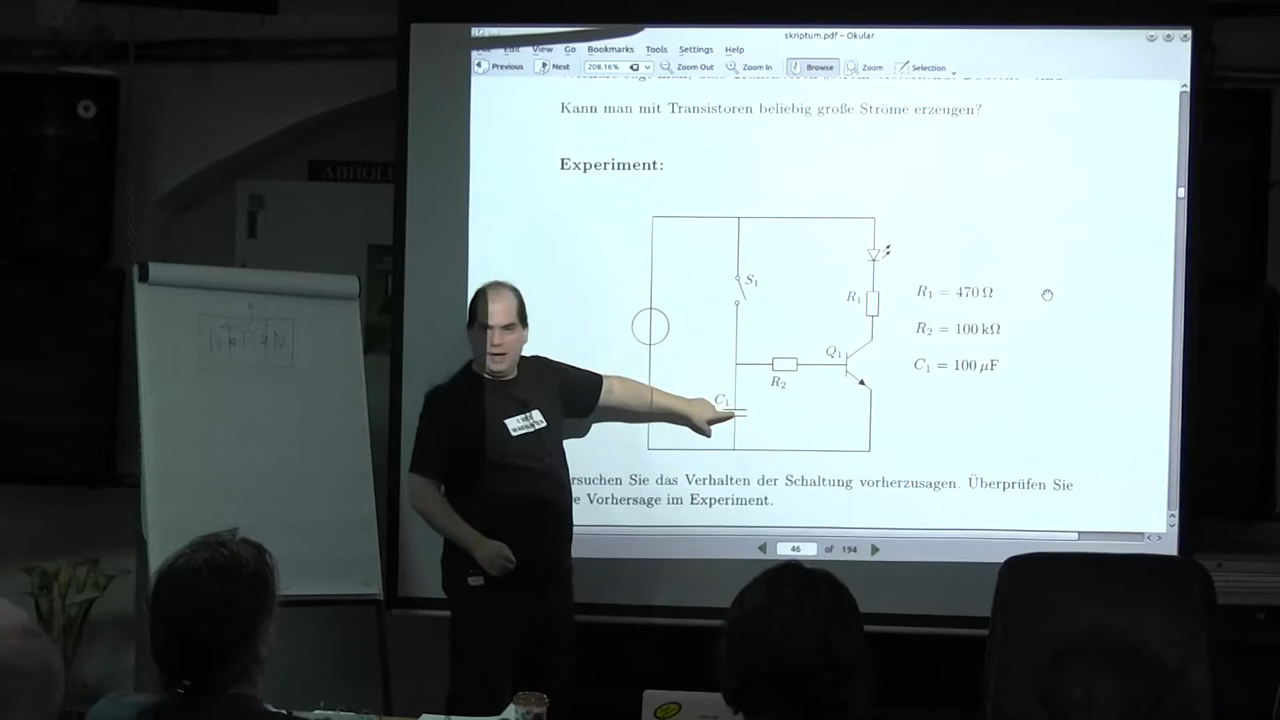 skriptum.pdf – Okular
Edit View Go Bookmarks Tools Settings Help
Previous Next 208.16% Zoom Out Zoom In Browse Zoom Selection
Kann man mit Transistoren beliebig große Ströme erzeugen?
Experiment:
S₁
R₁
R₁ = 470 Ω
R₂ = 100 kΩ
Q₁
C₁ = 100 μF
R₂
C₁
rsuchen Sie das Verhalten der Schaltung vorherzusagen. Überprüfen Sie
e Vorhersage im Experiment.
46 of 194
ABHOL